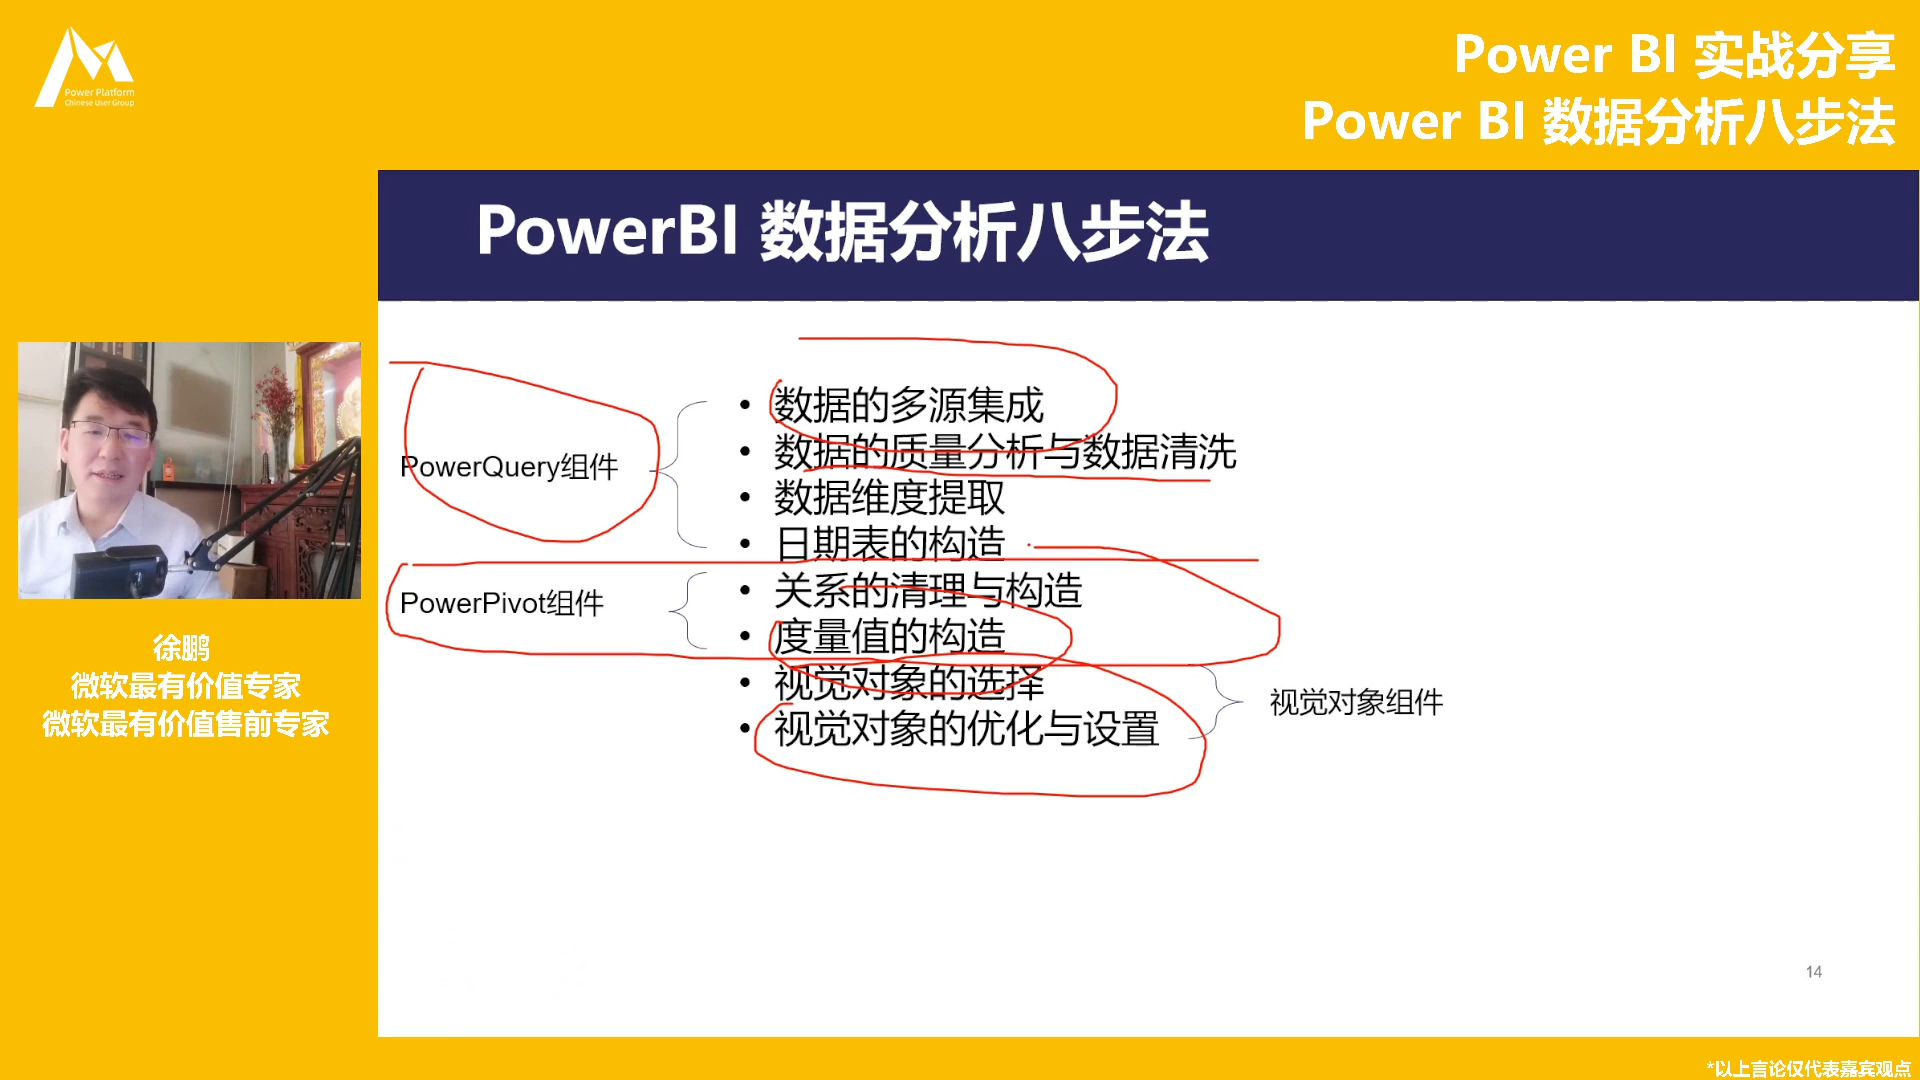 Power Platform
Chinese User Group
Power BI 实战分享
Power BI 数据分析八步法
PowerBI 数据分析八步法
PowerQuery组件
• 数据的多源集成
• 数据的质量分析与数据清洗
• 数据维度提取
• 日期表的构造
PowerPivot组件
• 关系的清理与构造
• 度量值的构造
• 视觉对象的选择
• 视觉对象的优化与设置
视觉对象组件
徐鹏
微软最有价值专家
微软最有价值售前专家
14
*以上言论仅代表嘉宾观点